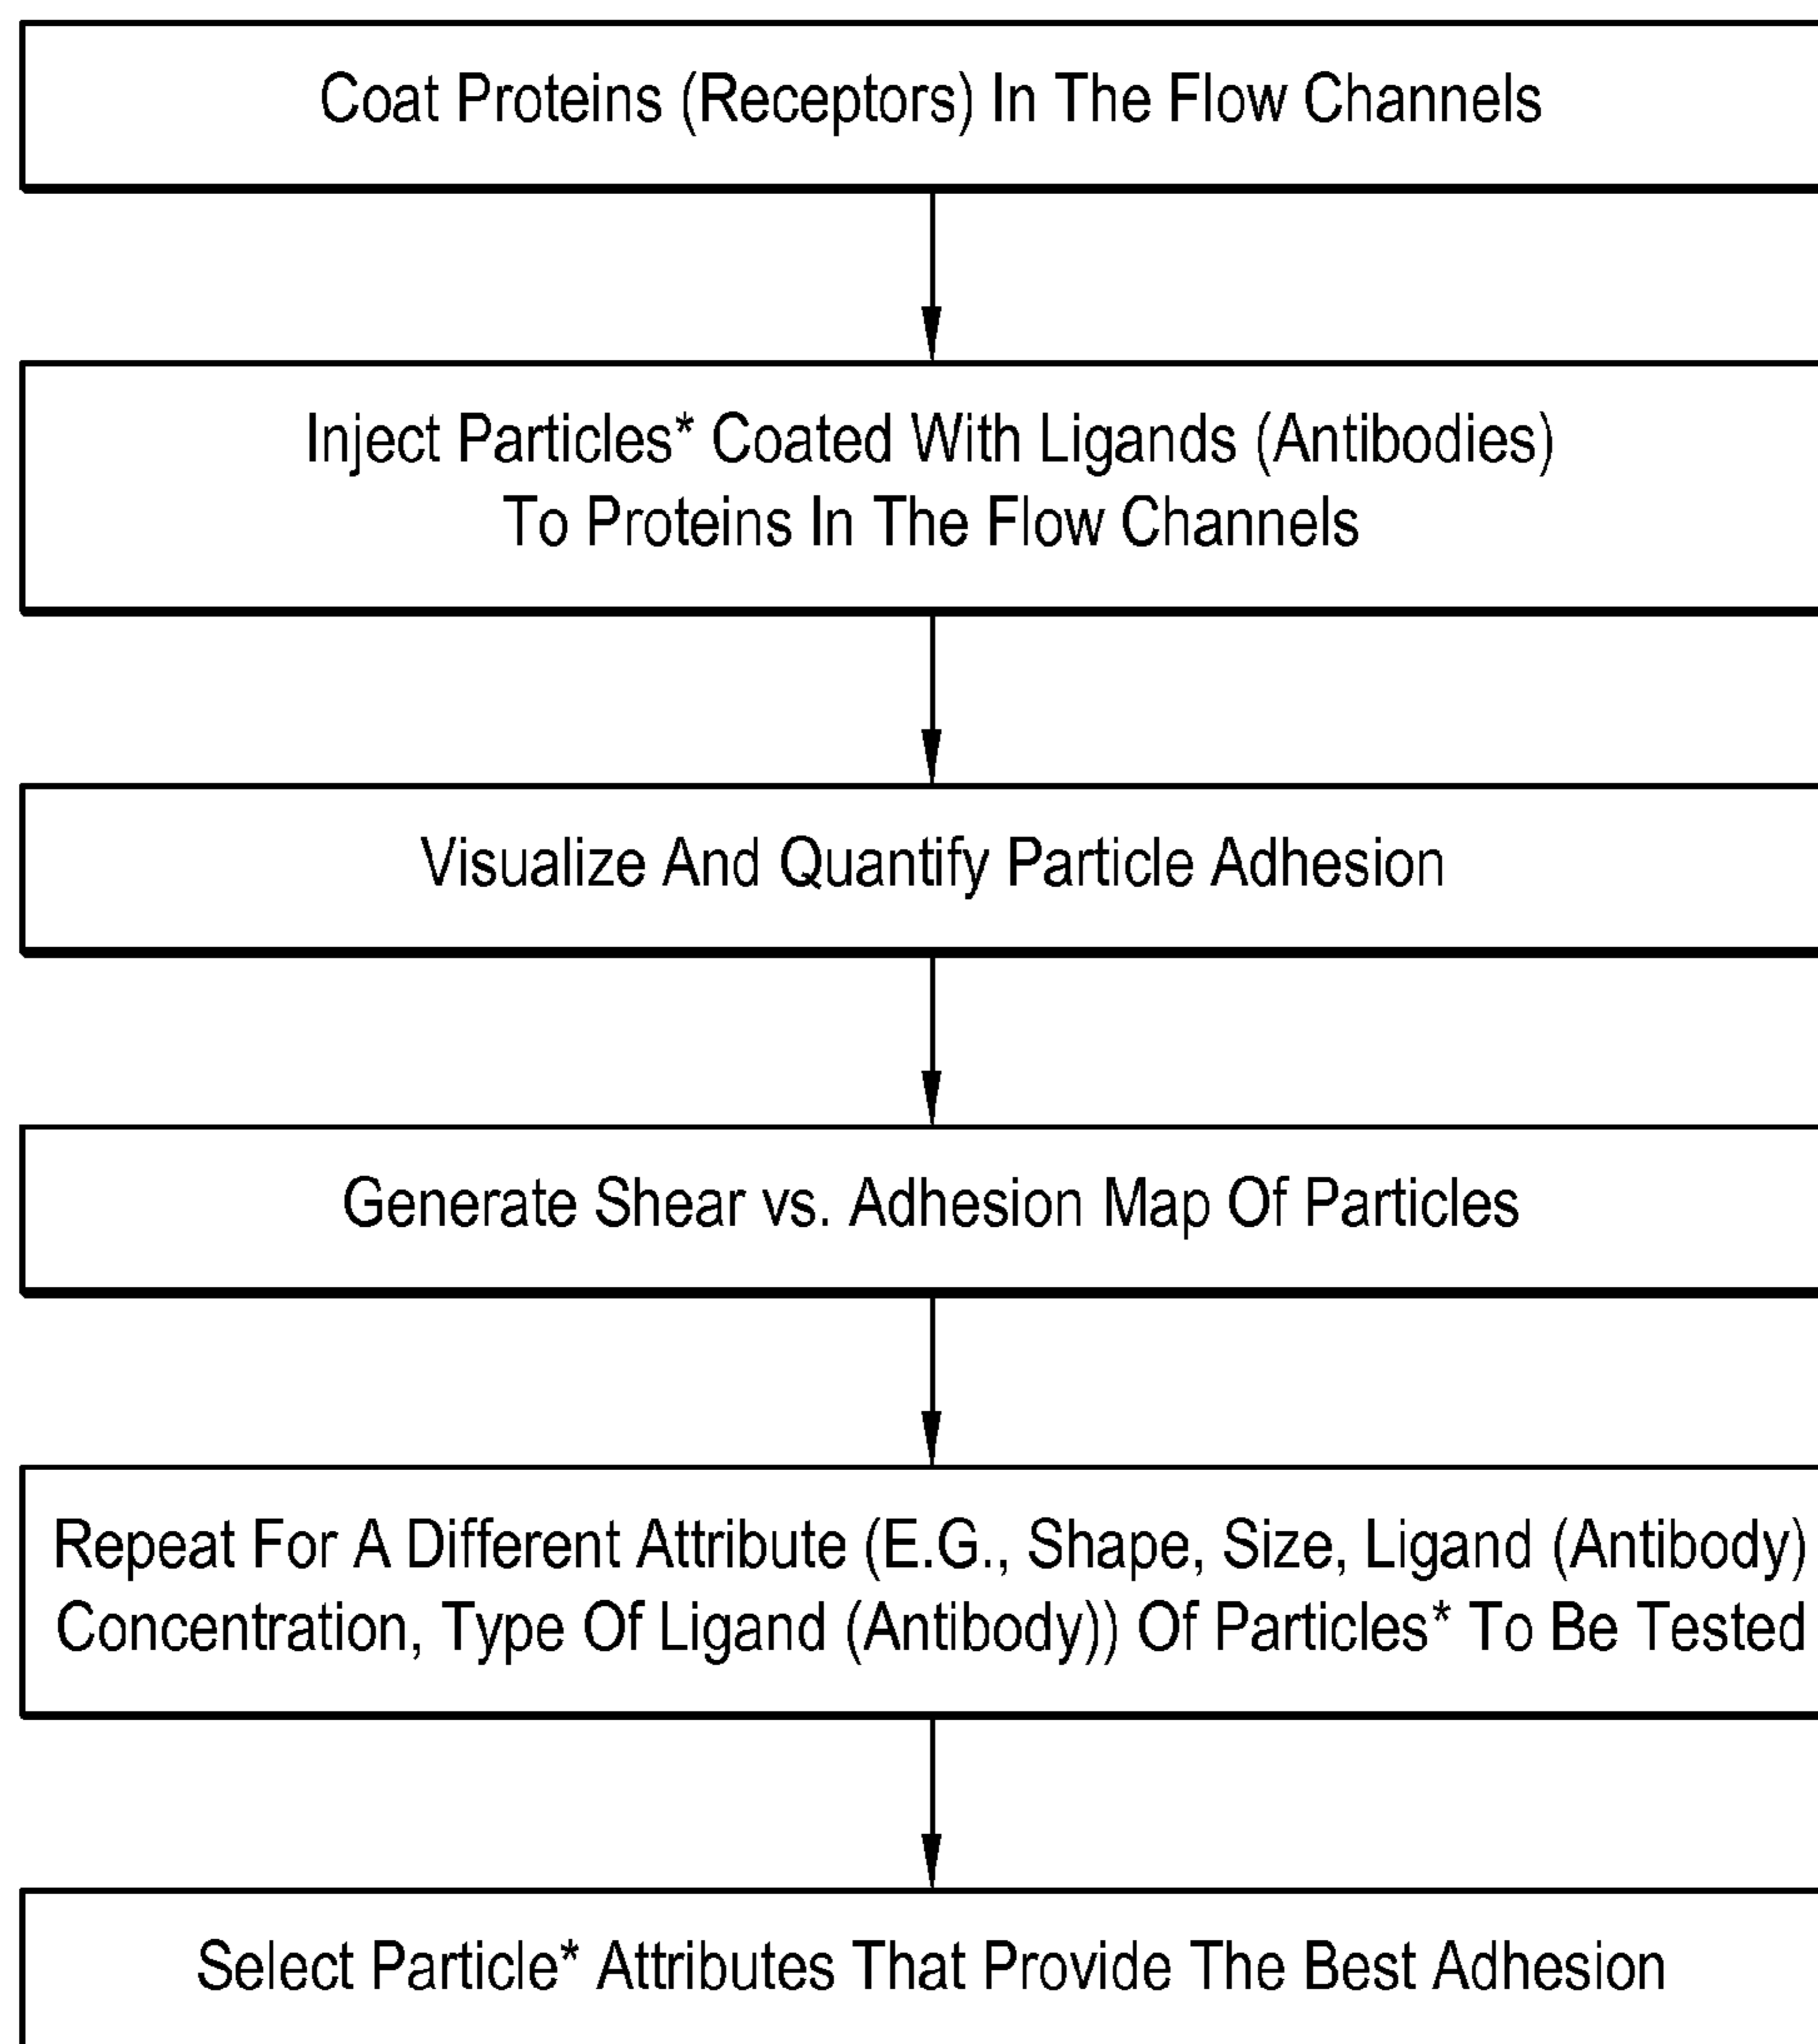 Coat Proteins (Receptors) In The Flow Channels
Inject Particles* Coated With Ligands (Antibodies)
To Proteins In The Flow Channels
Visualize And Quantify Particle Adhesion
Generate Shear vs. Adhesion Map Of Particles
Repeat For A Different Attribute (E.G., Shape, Size, Ligand (Antibody)
Concentration, Type Of Ligand (Antibody)) Of Particles* To Be Tested
Select Particle* Attributes That Provide The Best Adhesion